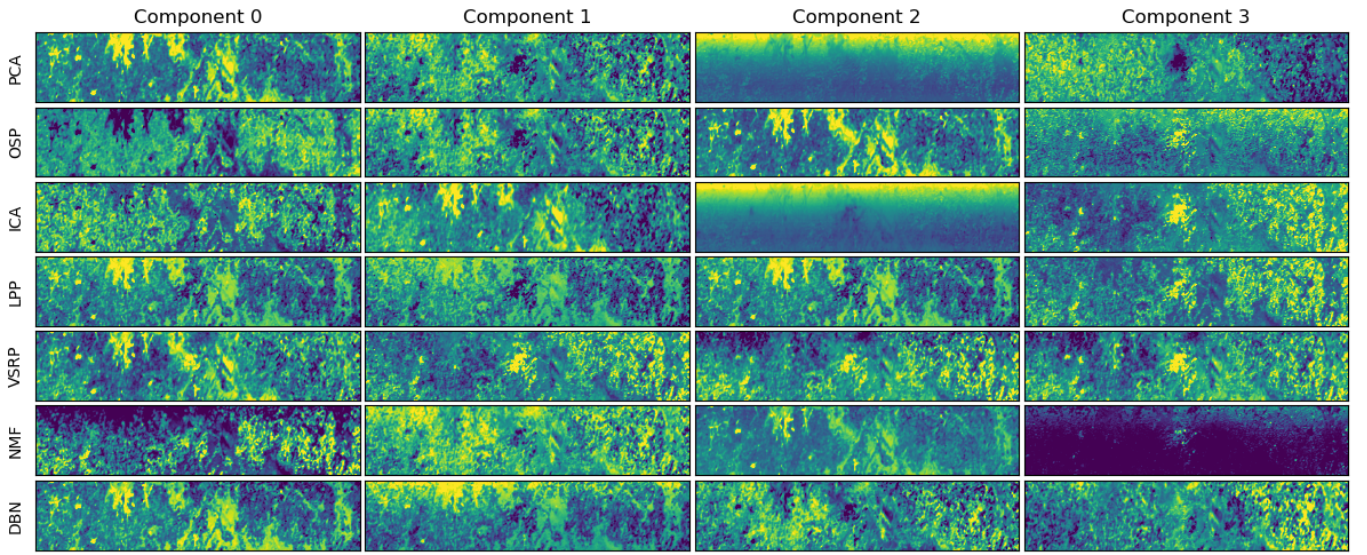 Component 0 Component 1 Component 2 Component 3
PCA
OSP
ICA
LPP
VSRP
NMF
DBN